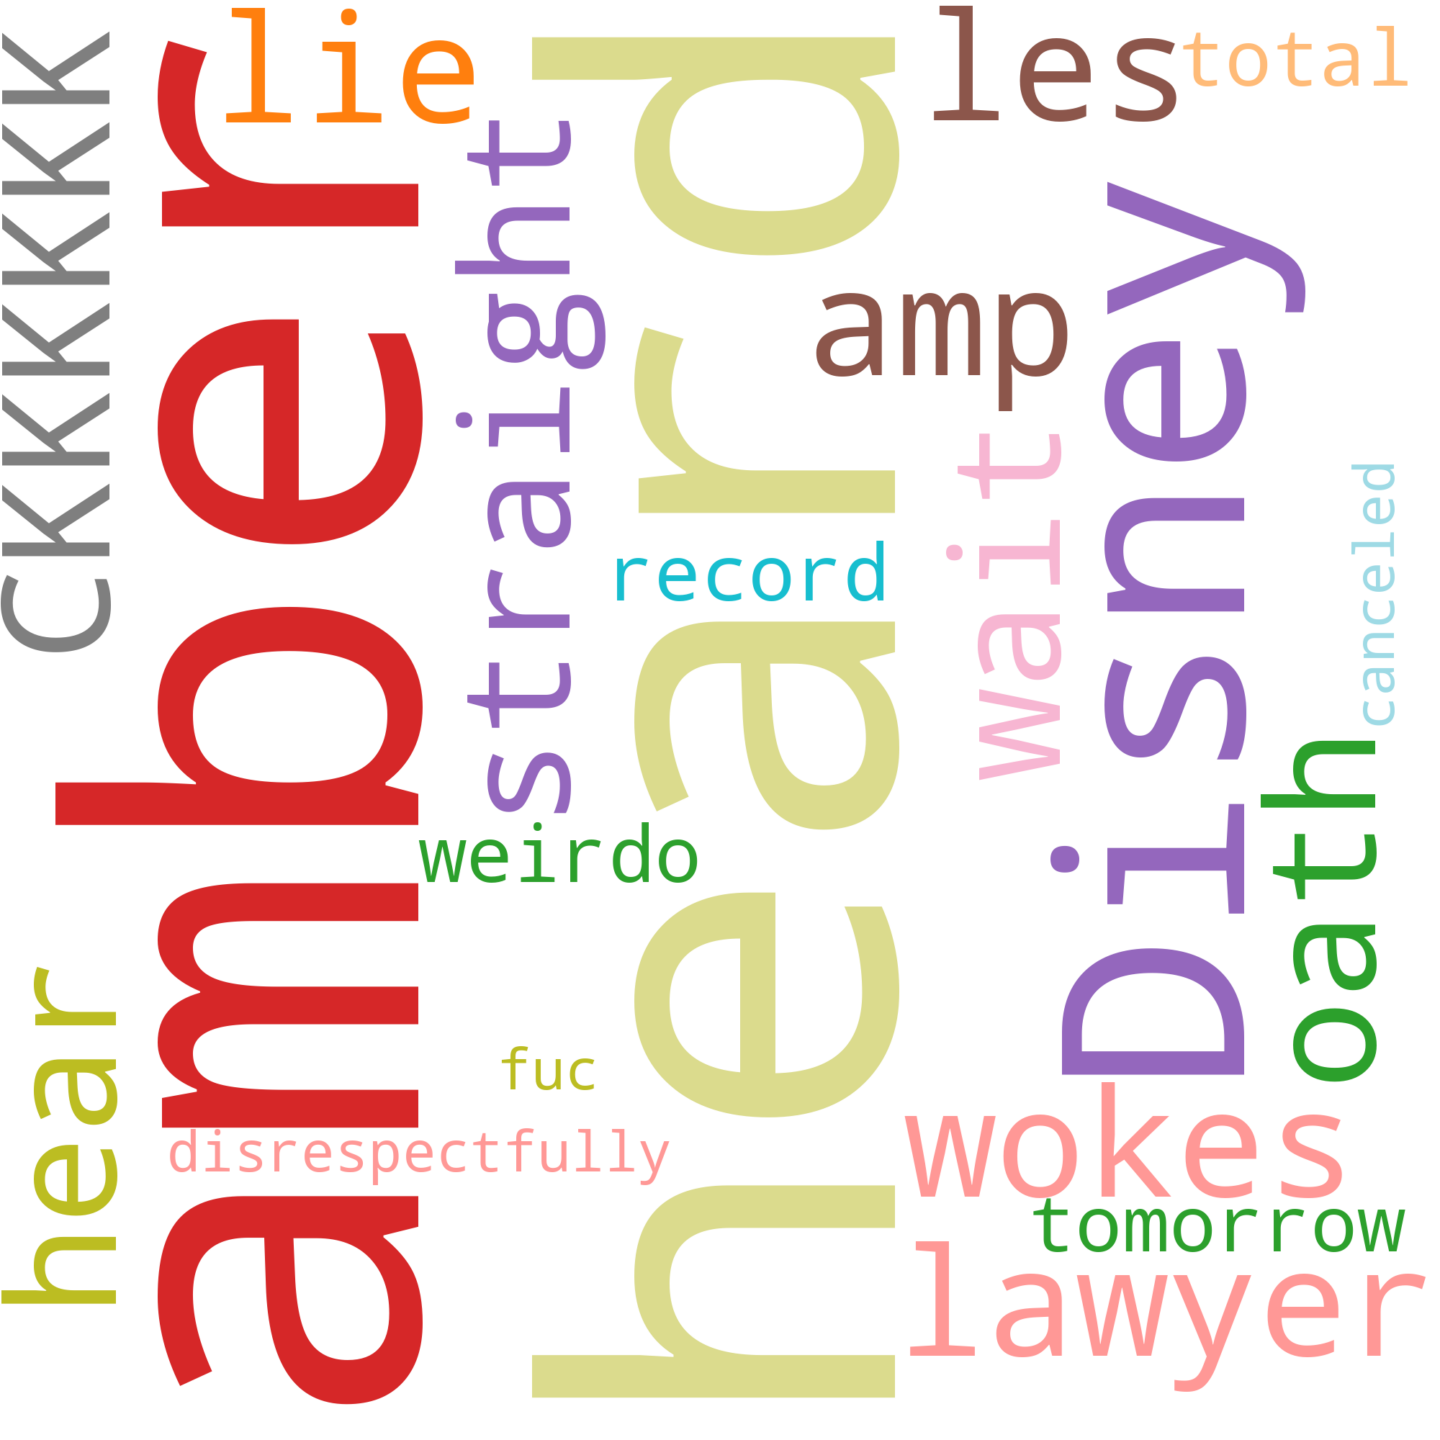 CKKKKKK
amber
lie
straight
heard
les
total
amp
Disney
wait
record
canceled
oath
weirdo
hear
fuc
disrespectfully
wokes
tomorrow
lawyer